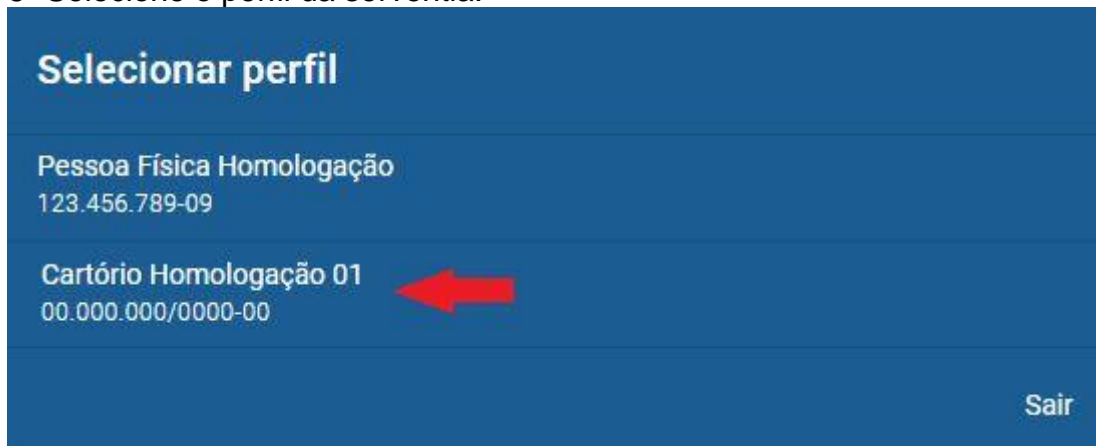 Selecionar perfil
Pessoa Física Homologação
123.456.789-09
Cartório Homologação 01
00.000.000/0000-00
Sair